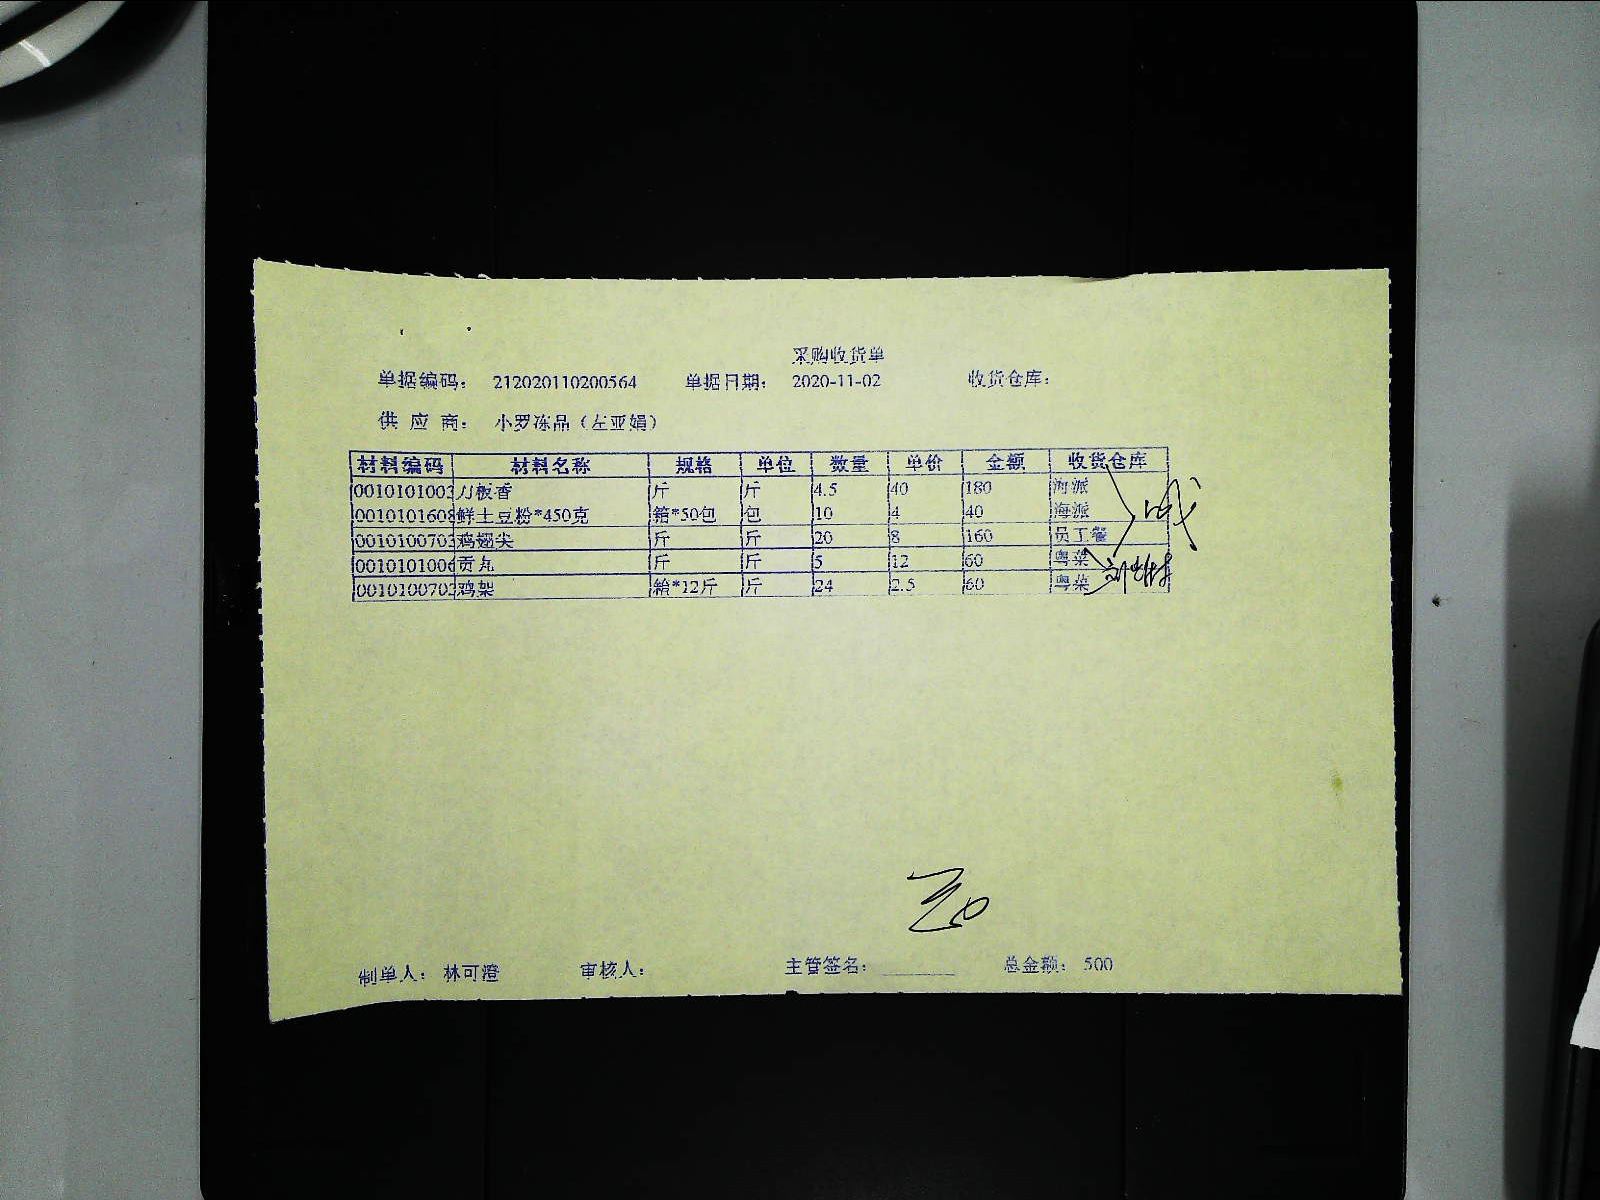 采购收货单
单据编码： 212020110200564 单据日期： 2020-11-02 收货仓库：
供 应 商： 小罗冻品（左亚娟）
材料编码 材料名称 规格 单位 数量 单价 金额 收货仓库
0010101002 刀板香 斤 斤 4.5 40 180 海派
0010101608 鲜土豆粉*450克 箱*50包 包 10 4 40 海派
0010100703 鸡翅尖 斤 斤 20 8 160 员工餐
0010101006 贡丸 斤 斤 5 12 60 粤菜
0010100702 鸡架 箱*12斤 斤 24 2.5 60 粤菜
制单人： 林可澄 审核人： 主管签名： 总金额： 500